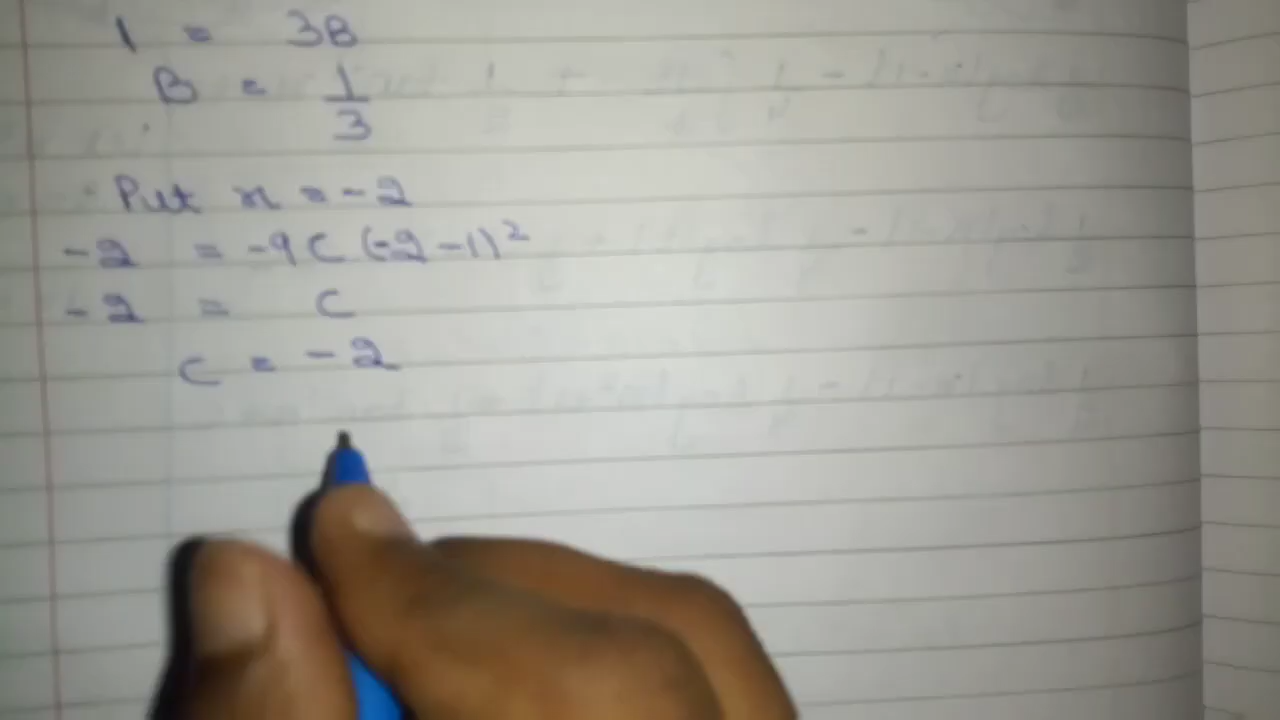 1 = 3B
B = 1/3
Put x = -2
-2 = -9C (-2-1)²
-2 = C
C = -2